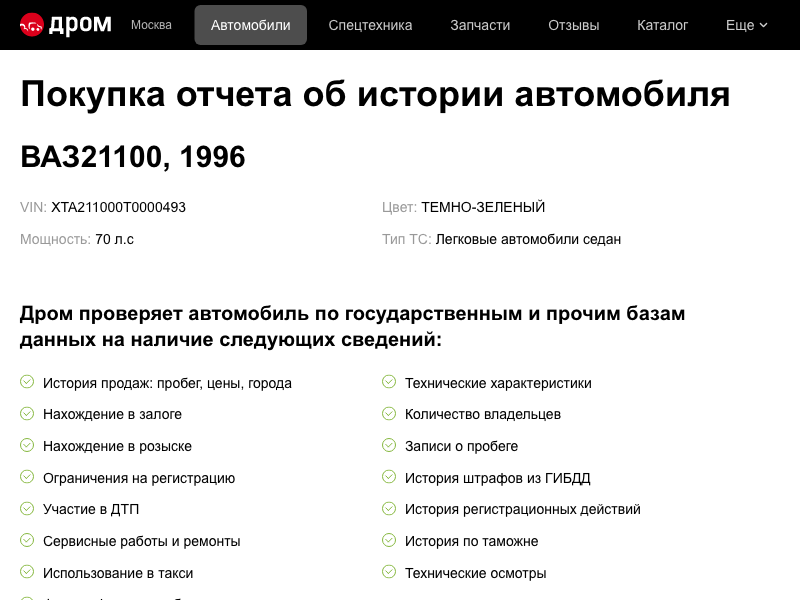 дром Москва Автомобили Спецтехника Запчасти Отзывы Каталог Еще
Покупка отчета об истории автомобиля
ВАЗ21100, 1996
VIN: XTA211000T0000493
Цвет: ТЕМНО-ЗЕЛЕНЫЙ
Мощность: 70 л.с
Тип ТС: Легковые автомобили седан
Дром проверяет автомобиль по государственным и прочим базам
данных на наличие следующих сведений:
История продаж: пробег, цены, города
Технические характеристики
Нахождение в залоге
Количество владельцев
Нахождение в розыске
Записи о пробеге
Ограничения на регистрацию
История штрафов из ГИБДД
Участие в ДТП
История регистрационных действий
Сервисные работы и ремонты
История по таможне
Использование в такси
Технические осмотры